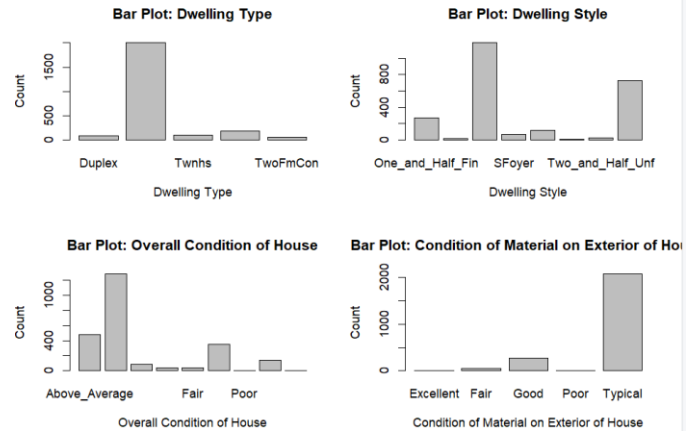 Bar Plot: Dwelling Type
Count
1500
500
0
Duplex Twnhs TwoFmCon
Dwelling Type
Bar Plot: Dwelling Style
Count
800
400
0
One_and_Half_Fin SFoyer Two_and_Half_Unf
Dwelling Style
Bar Plot: Overall Condition of House
Count
1000
400
0
Above_Average Fair Poor
Overall Condition of House
Bar Plot: Condition of Material on Exterior of Hou
Count
2000
1000
0
Excellent Fair Good Poor Typical
Condition of Material on Exterior of House